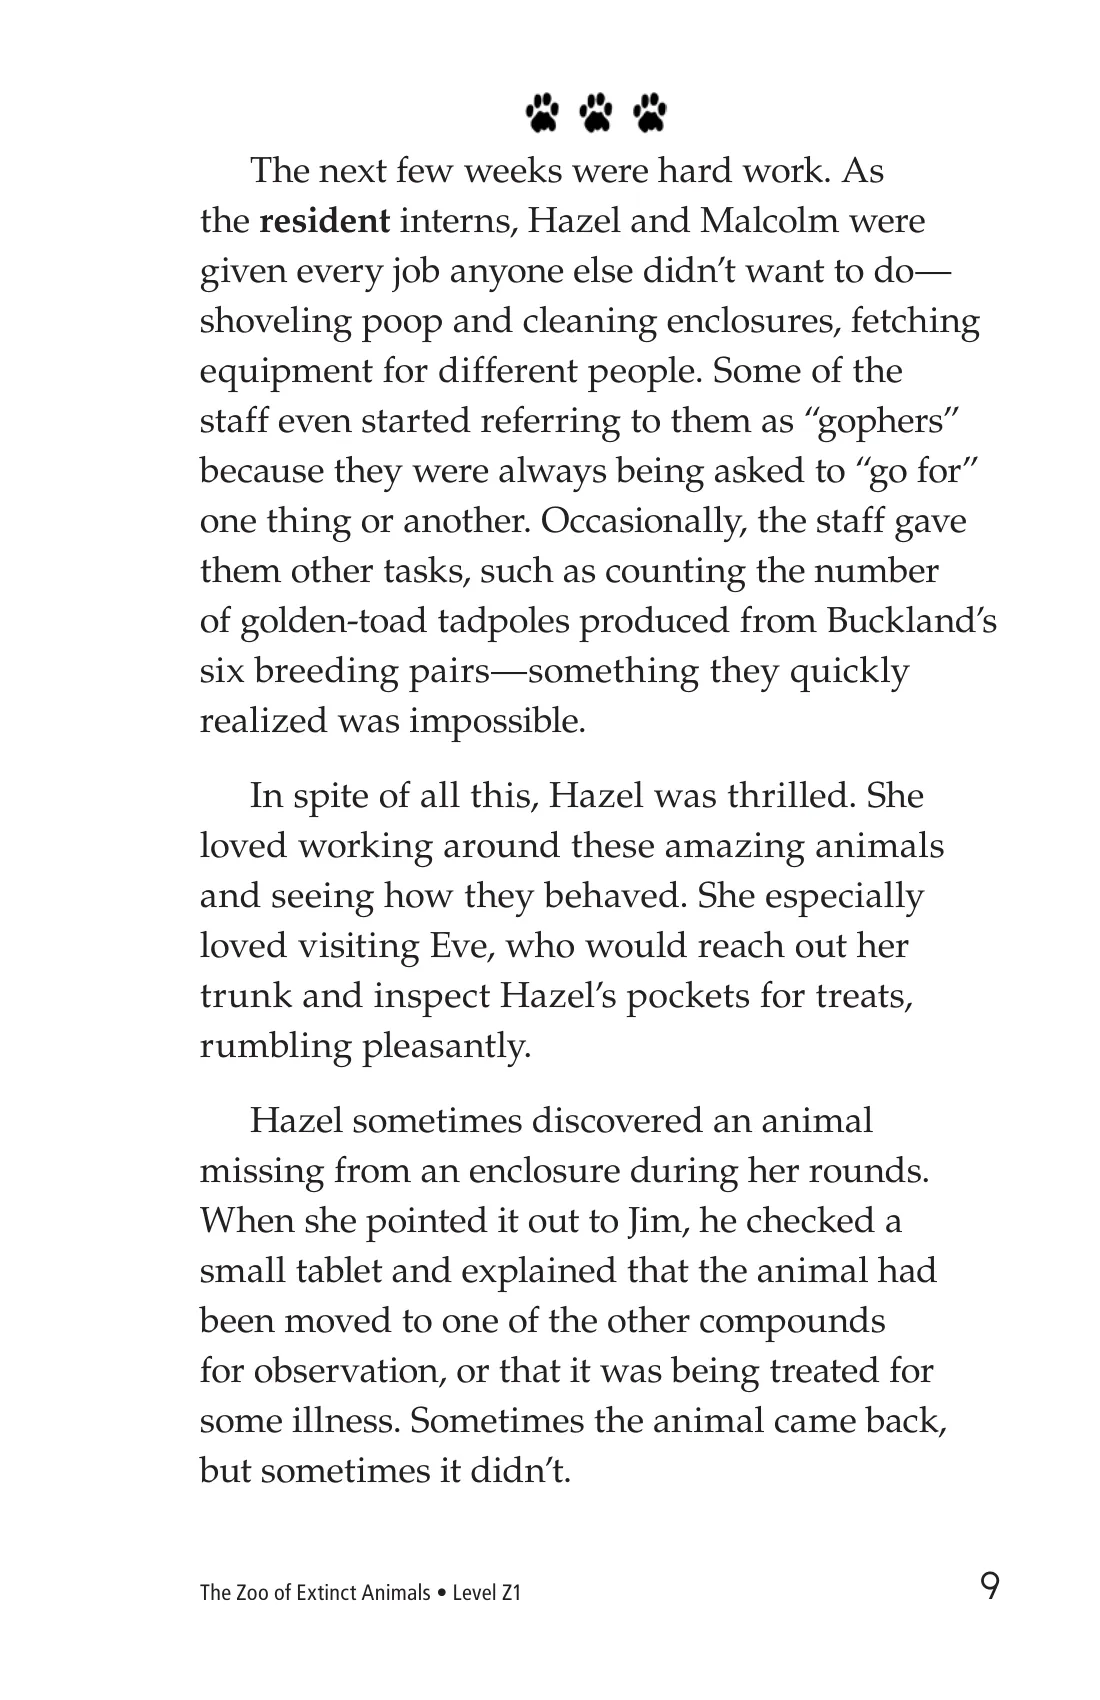 The next few weeks were hard work. As
the resident interns, Hazel and Malcolm were
given every job anyone else didn’t want to do—
shoveling poop and cleaning enclosures, fetching
equipment for different people. Some of the
staff even started referring to them as “gophers”
because they were always being asked to “go for”
one thing or another. Occasionally, the staff gave
them other tasks, such as counting the number
of golden-toad tadpoles produced from Buckland’s
six breeding pairs—something they quickly
realized was impossible.
In spite of all this, Hazel was thrilled. She
loved working around these amazing animals
and seeing how they behaved. She especially
loved visiting Eve, who would reach out her
trunk and inspect Hazel’s pockets for treats,
rumbling pleasantly.
Hazel sometimes discovered an animal
missing from an enclosure during her rounds.
When she pointed it out to Jim, he checked a
small tablet and explained that the animal had
been moved to one of the other compounds
for observation, or that it was being treated for
some illness. Sometimes the animal came back,
but sometimes it didn’t.
The Zoo of Extinct Animals • Level Z1
9